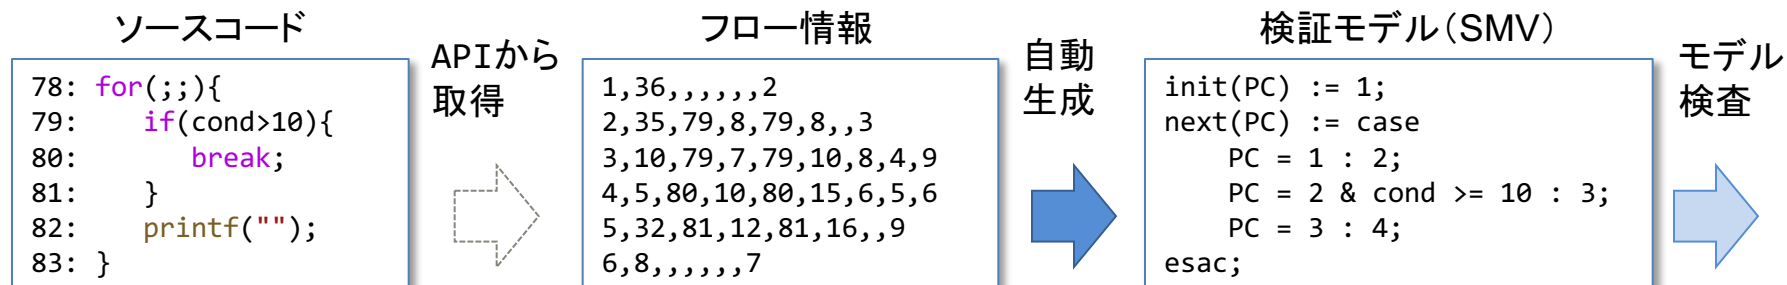 ソースコード
78: for(;;){
79:    if(cond>10){
80:       break;
81:    }
82:    printf("");
83: }
APIから
取得
フロー情報
1,36,,,,,,2
2,35,79,8,79,8,,3
3,10,79,7,79,10,8,4,9
4,5,80,10,80,15,6,5,6
5,32,81,12,81,16,,9
6,8,,,,,,7
自動
生成
検証モデル(SMV)
init(PC) := 1;
next(PC) := case
    PC = 1 : 2;
    PC = 2 & cond >= 10 : 3;
    PC = 3 : 4;
esac;
モデル
検査